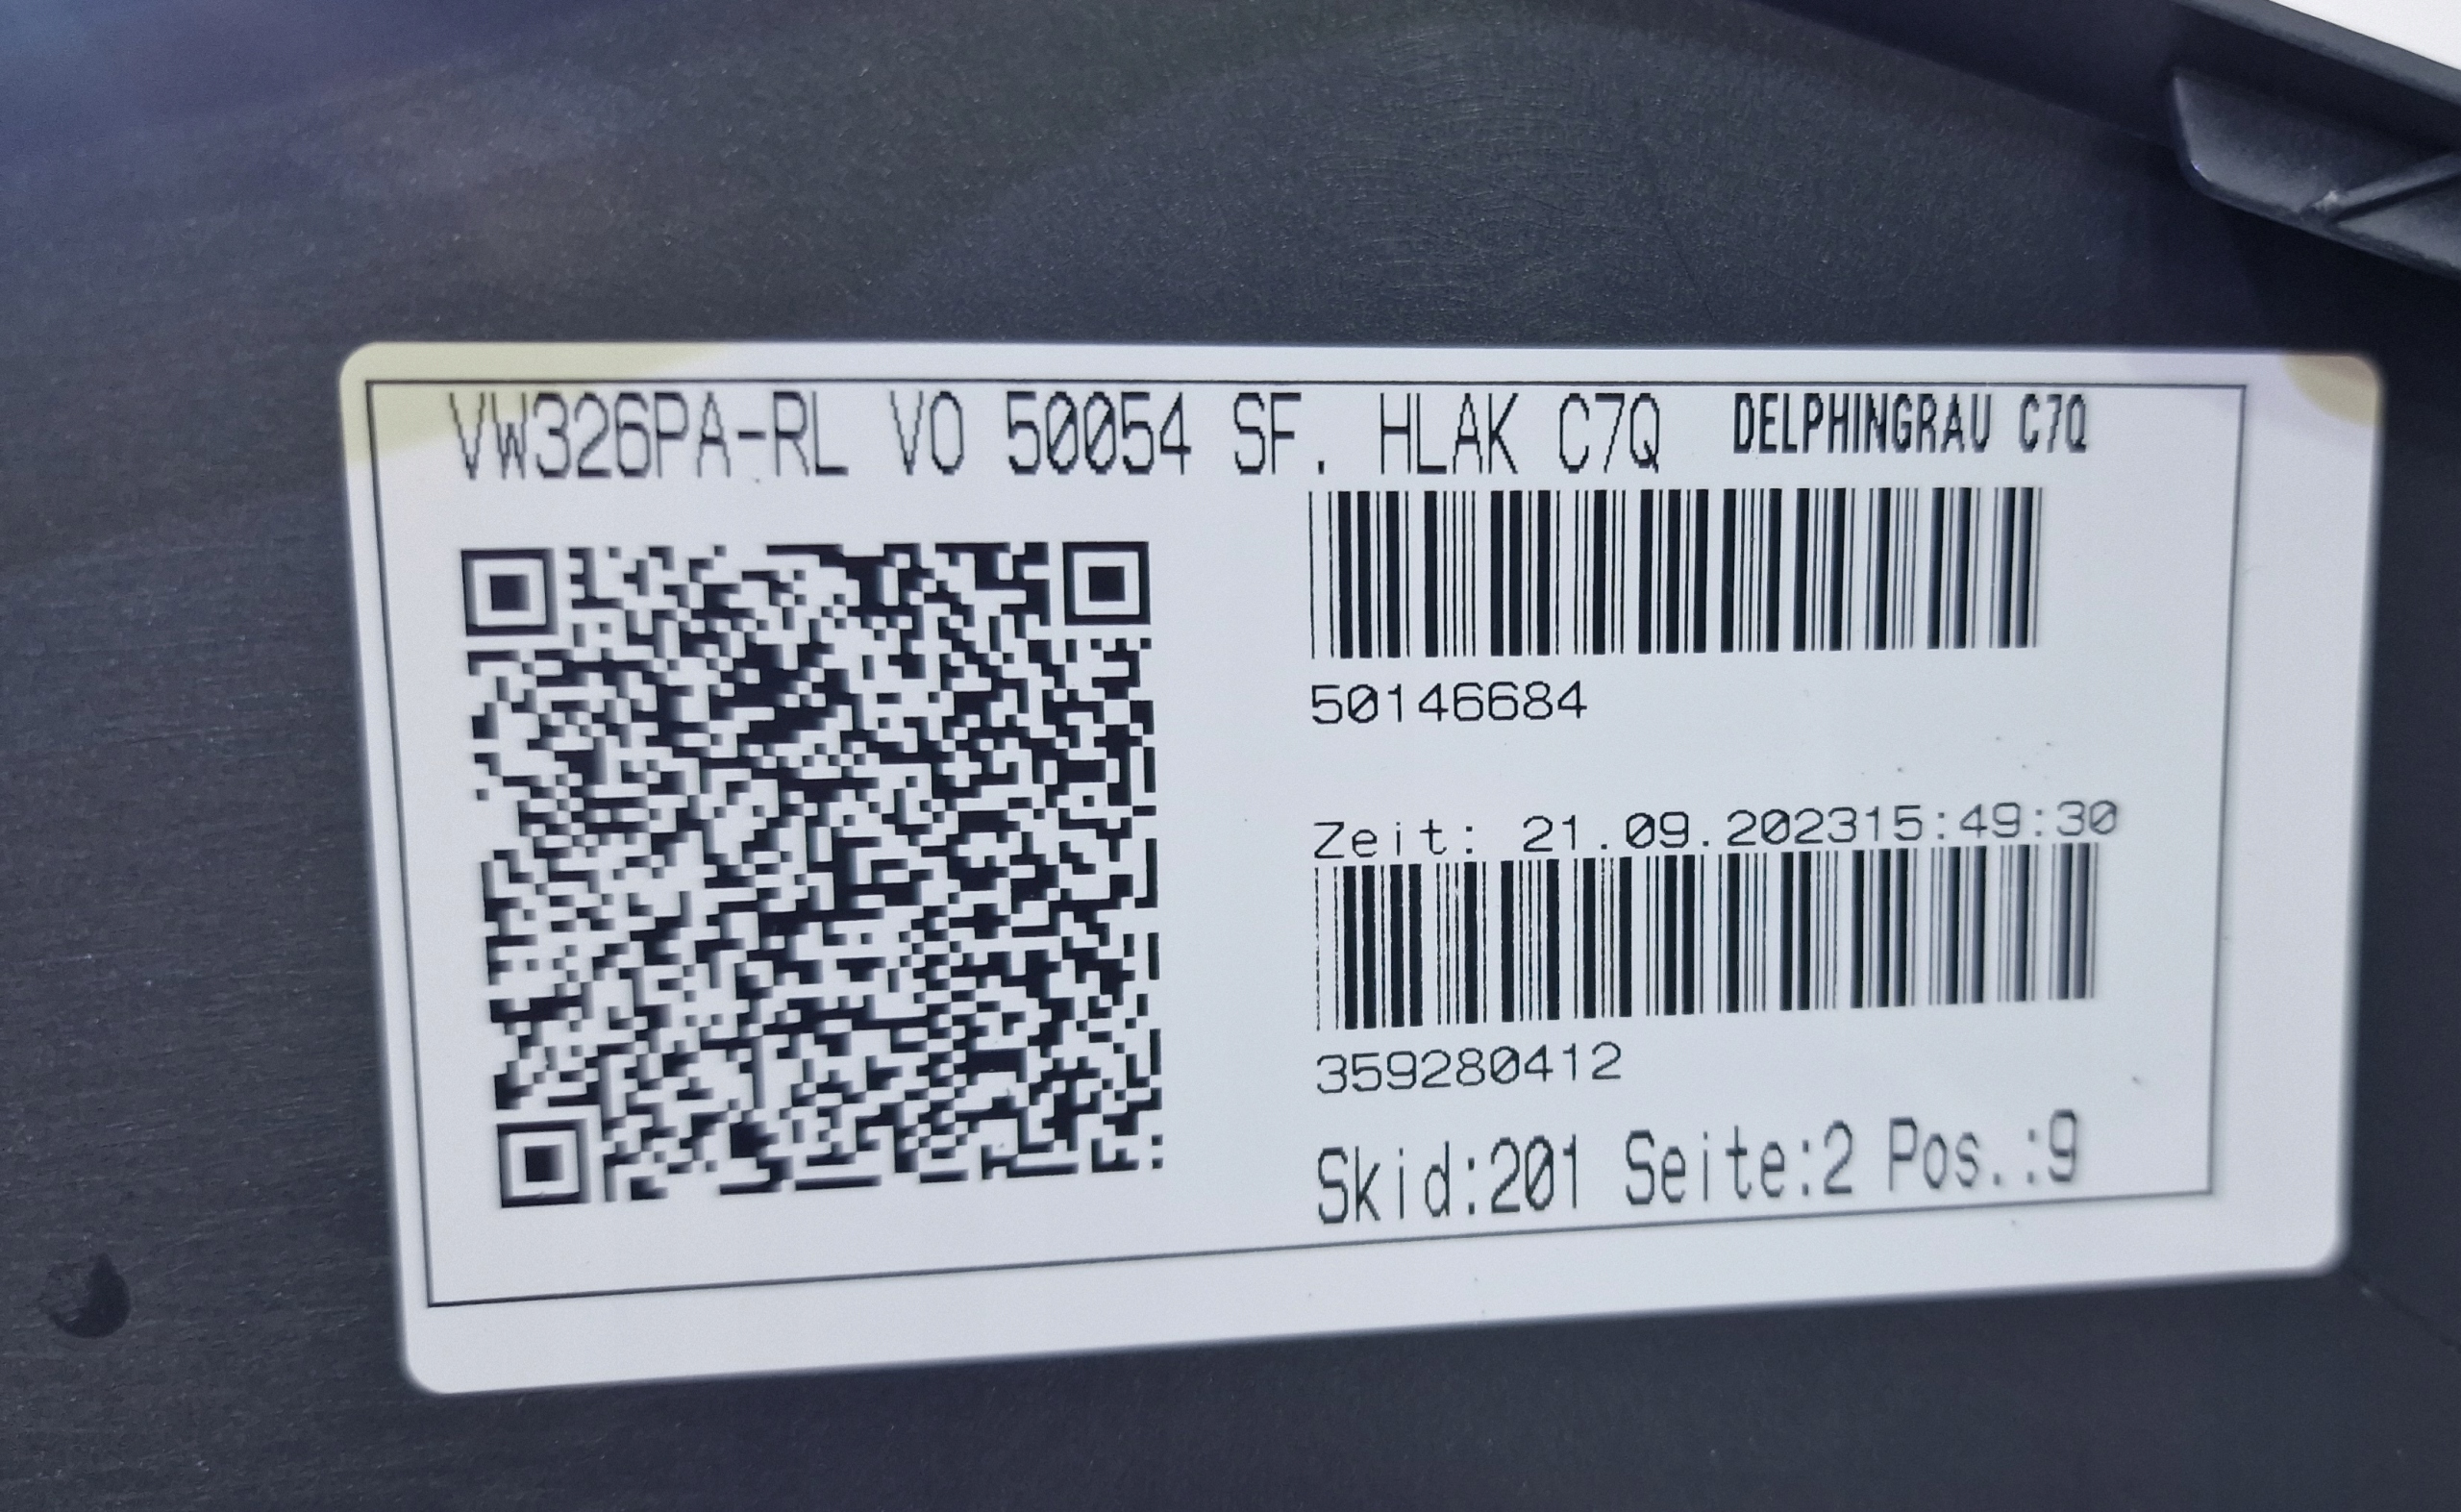 VW326PA-RL VO 50054 SF. HLAK C7Q DELPHINGRAU C7Q
50146684
Zeit: 21.09.202315:49:30
359280412
Skid:201 Seite:2 Pos.:9